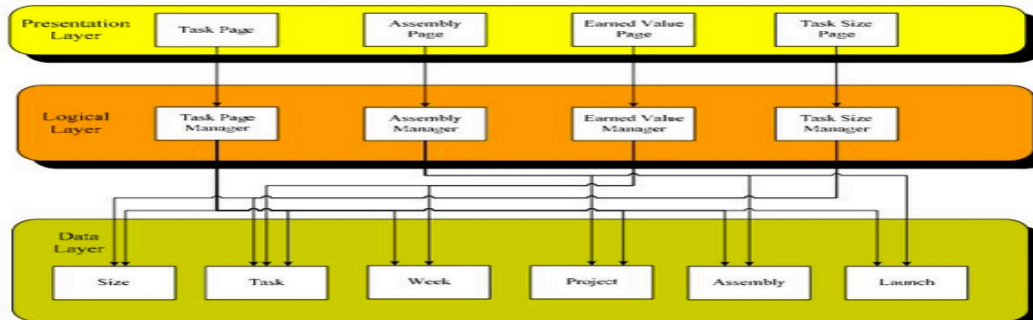 Presentation
Layer
Task Page
Assembly
Page
Earned Value
Page
Task Size
Page
Logical
Layer
Task Page
Manager
Assembly
Manager
Earned Value
Manager
Task Size
Manager
Data
Layer
Size
Task
Week
Project
Assembly
Launch